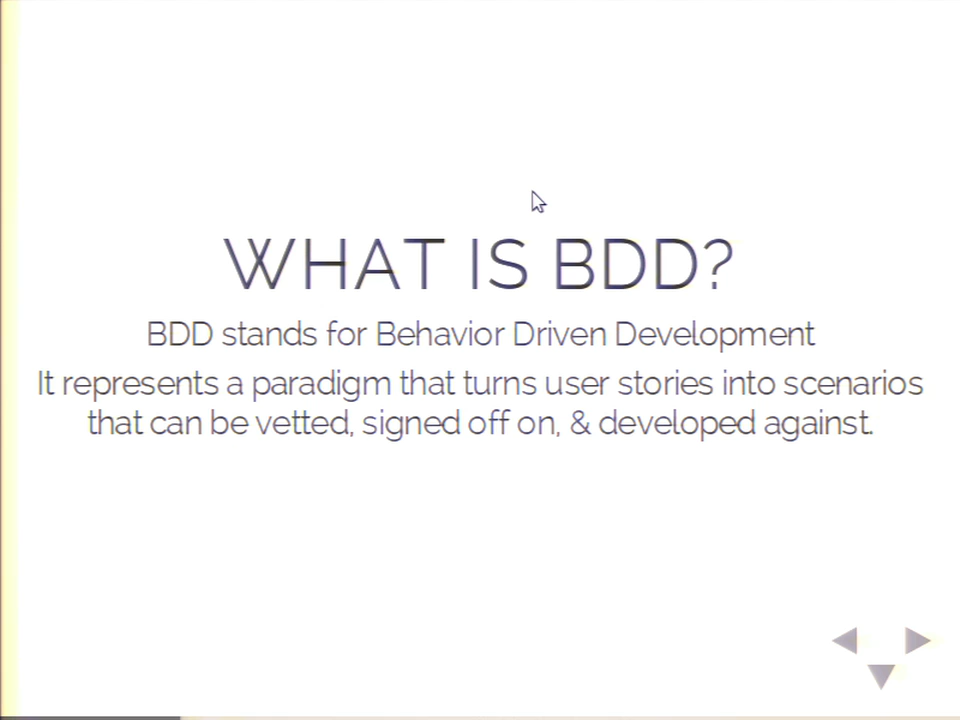 WHAT IS BDD?
BDD stands for Behavior Driven Development
It represents a paradigm that turns user stories into scenarios
that can be vetted, signed off on, & developed against.